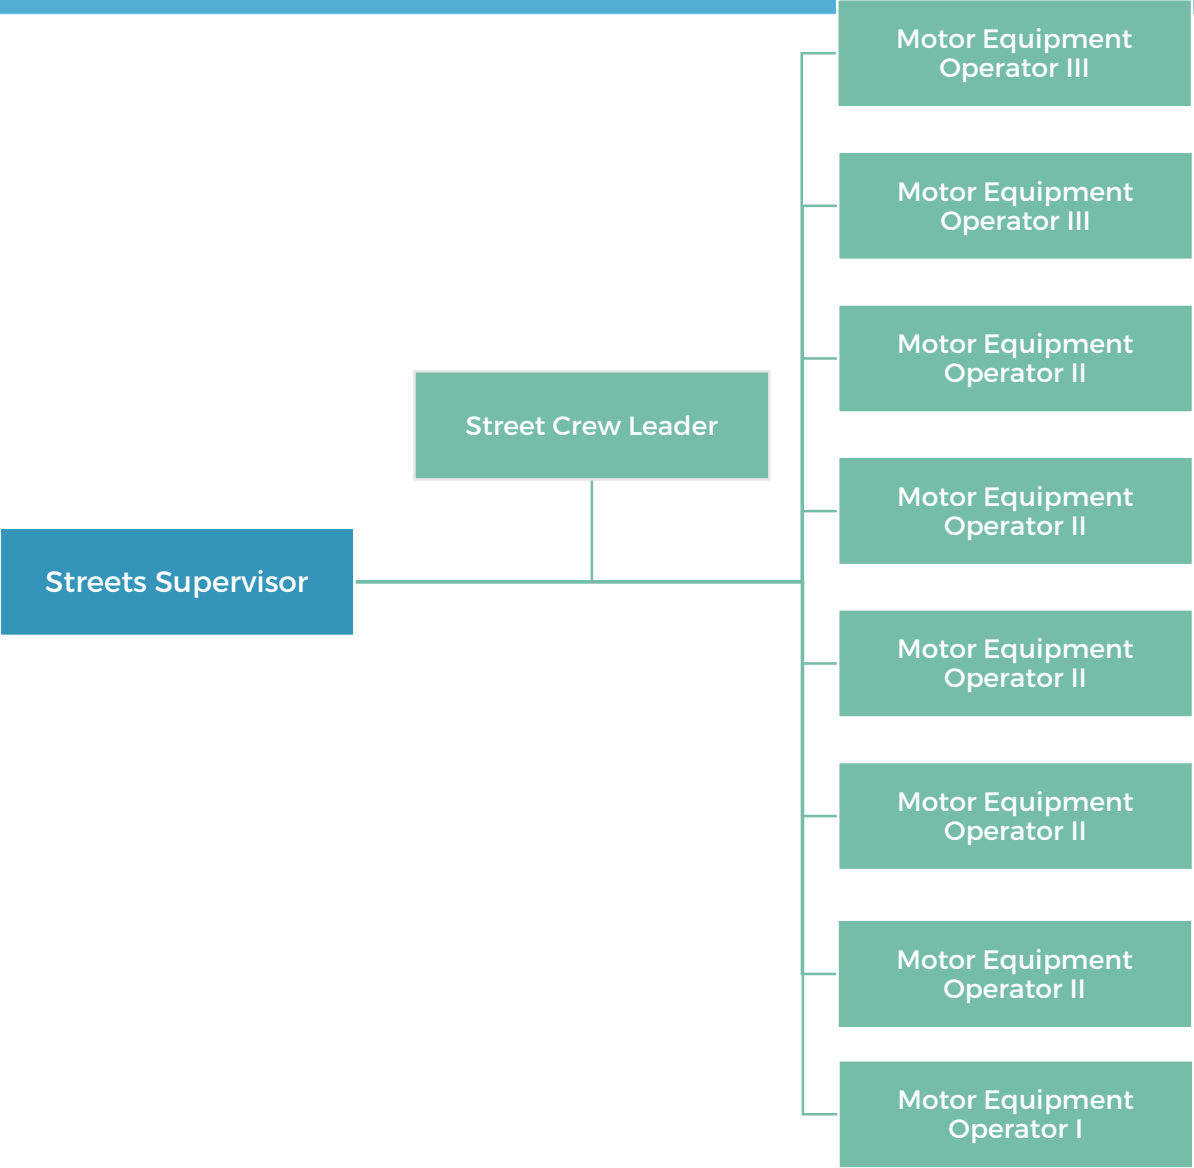 Motor Equipment
Operator III
Motor Equipment
Operator III
Motor Equipment
Operator II
Street Crew Leader
Motor Equipment
Operator II
Streets Supervisor
Motor Equipment
Operator II
Motor Equipment
Operator II
Motor Equipment
Operator II
Motor Equipment
Operator I